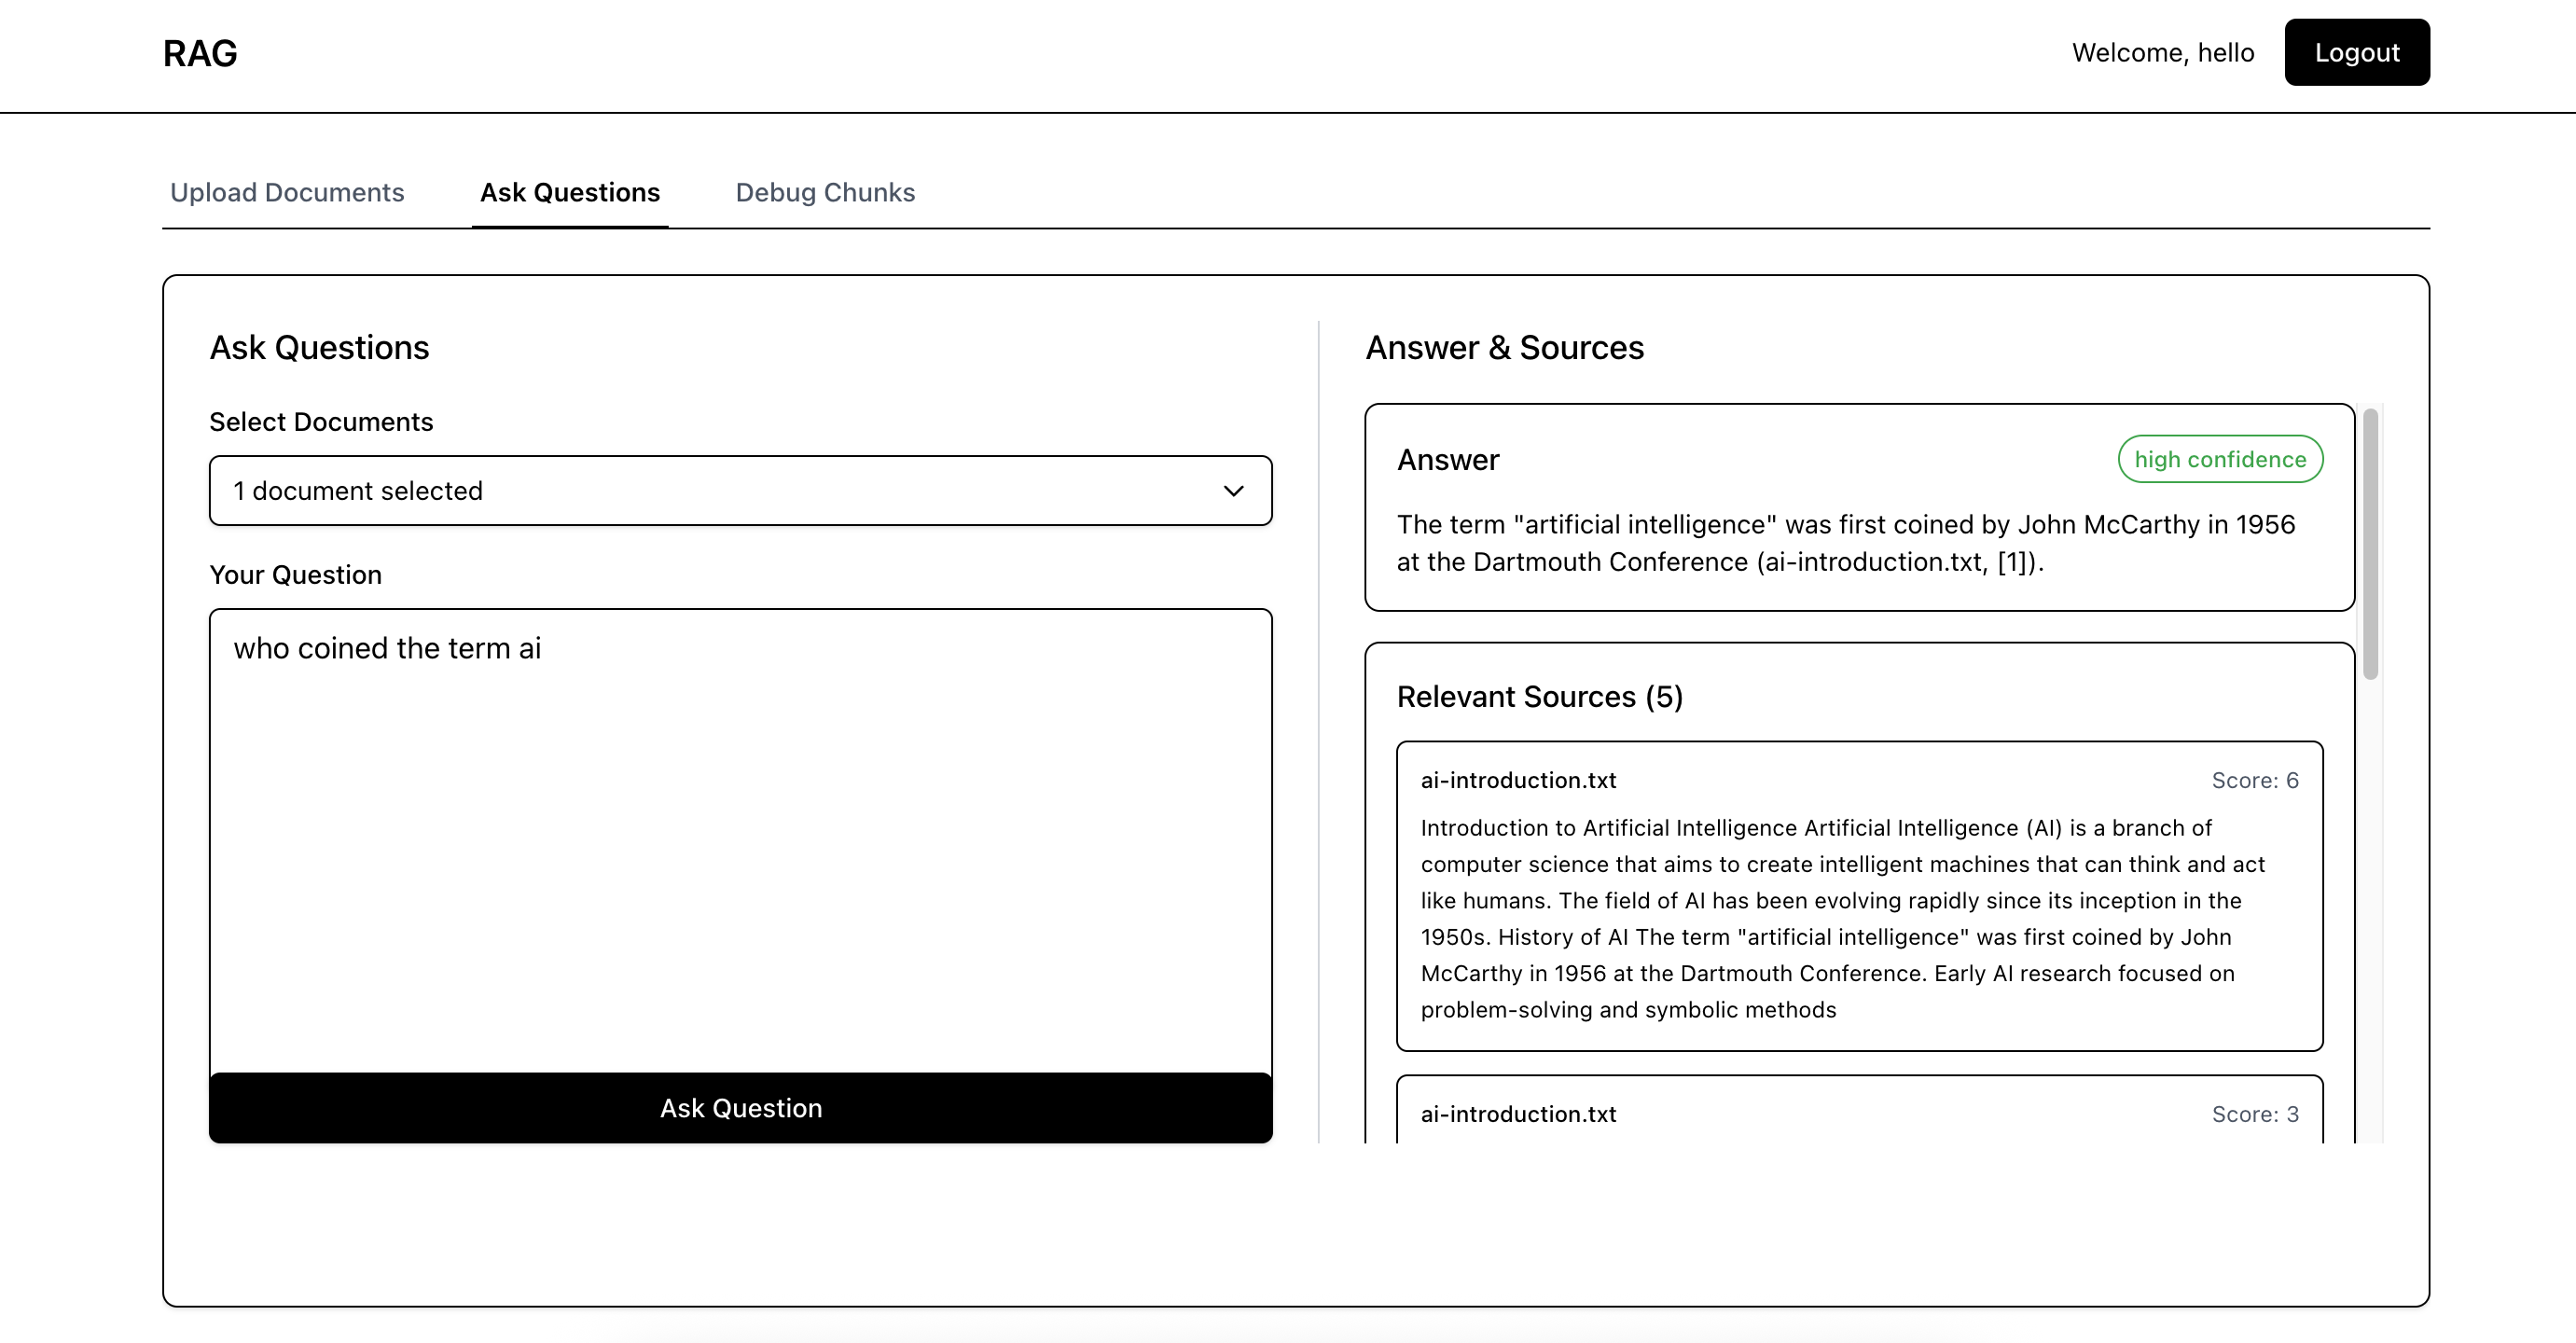 RAG
Welcome, hello
Logout
Upload Documents
Ask Questions
Debug Chunks
Ask Questions
Select Documents
1 document selected
Your Question
who coined the term ai
Ask Question
Answer & Sources
Answer
high confidence
The term "artificial intelligence" was first coined by John McCarthy in 1956
at the Dartmouth Conference (ai-introduction.txt, [1]).
Relevant Sources (5)
ai-introduction.txt
Score: 6
Introduction to Artificial Intelligence Artificial Intelligence (AI) is a branch of
computer science that aims to create intelligent machines that can think and act
like humans. The field of AI has been evolving rapidly since its inception in the
1950s. History of AI The term "artificial intelligence" was first coined by John
McCarthy in 1956 at the Dartmouth Conference. Early AI research focused on
problem-solving and symbolic methods
ai-introduction.txt
Score: 3